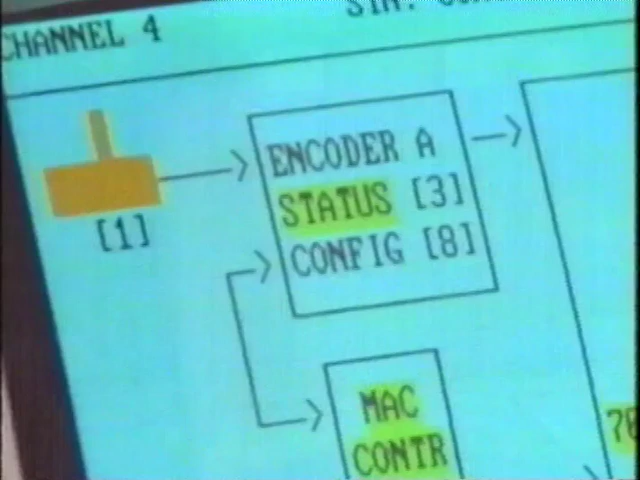 CHANNEL 4
ENCODER A
STATUS [3]
CONFIG [8]
[1]
MAC
CONTR